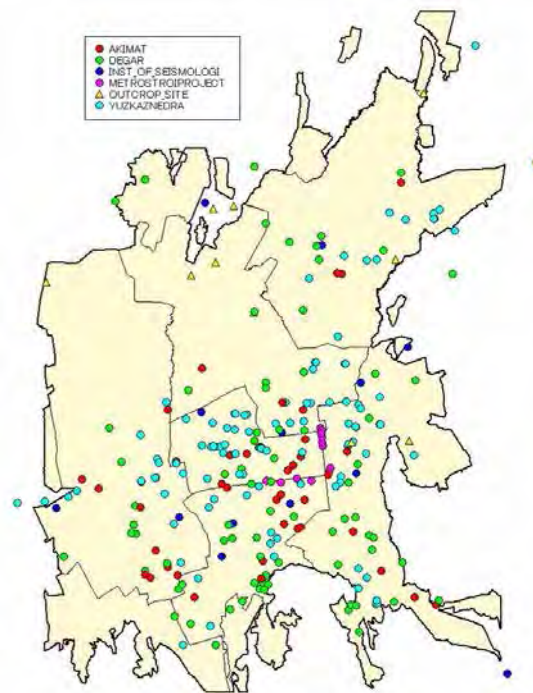 AKIMAT
DEGAR
INST_OF_SEISMOLOGI
METROSTROIPROJECT
OUTCROP_SITE
YUZKAZNEDRA